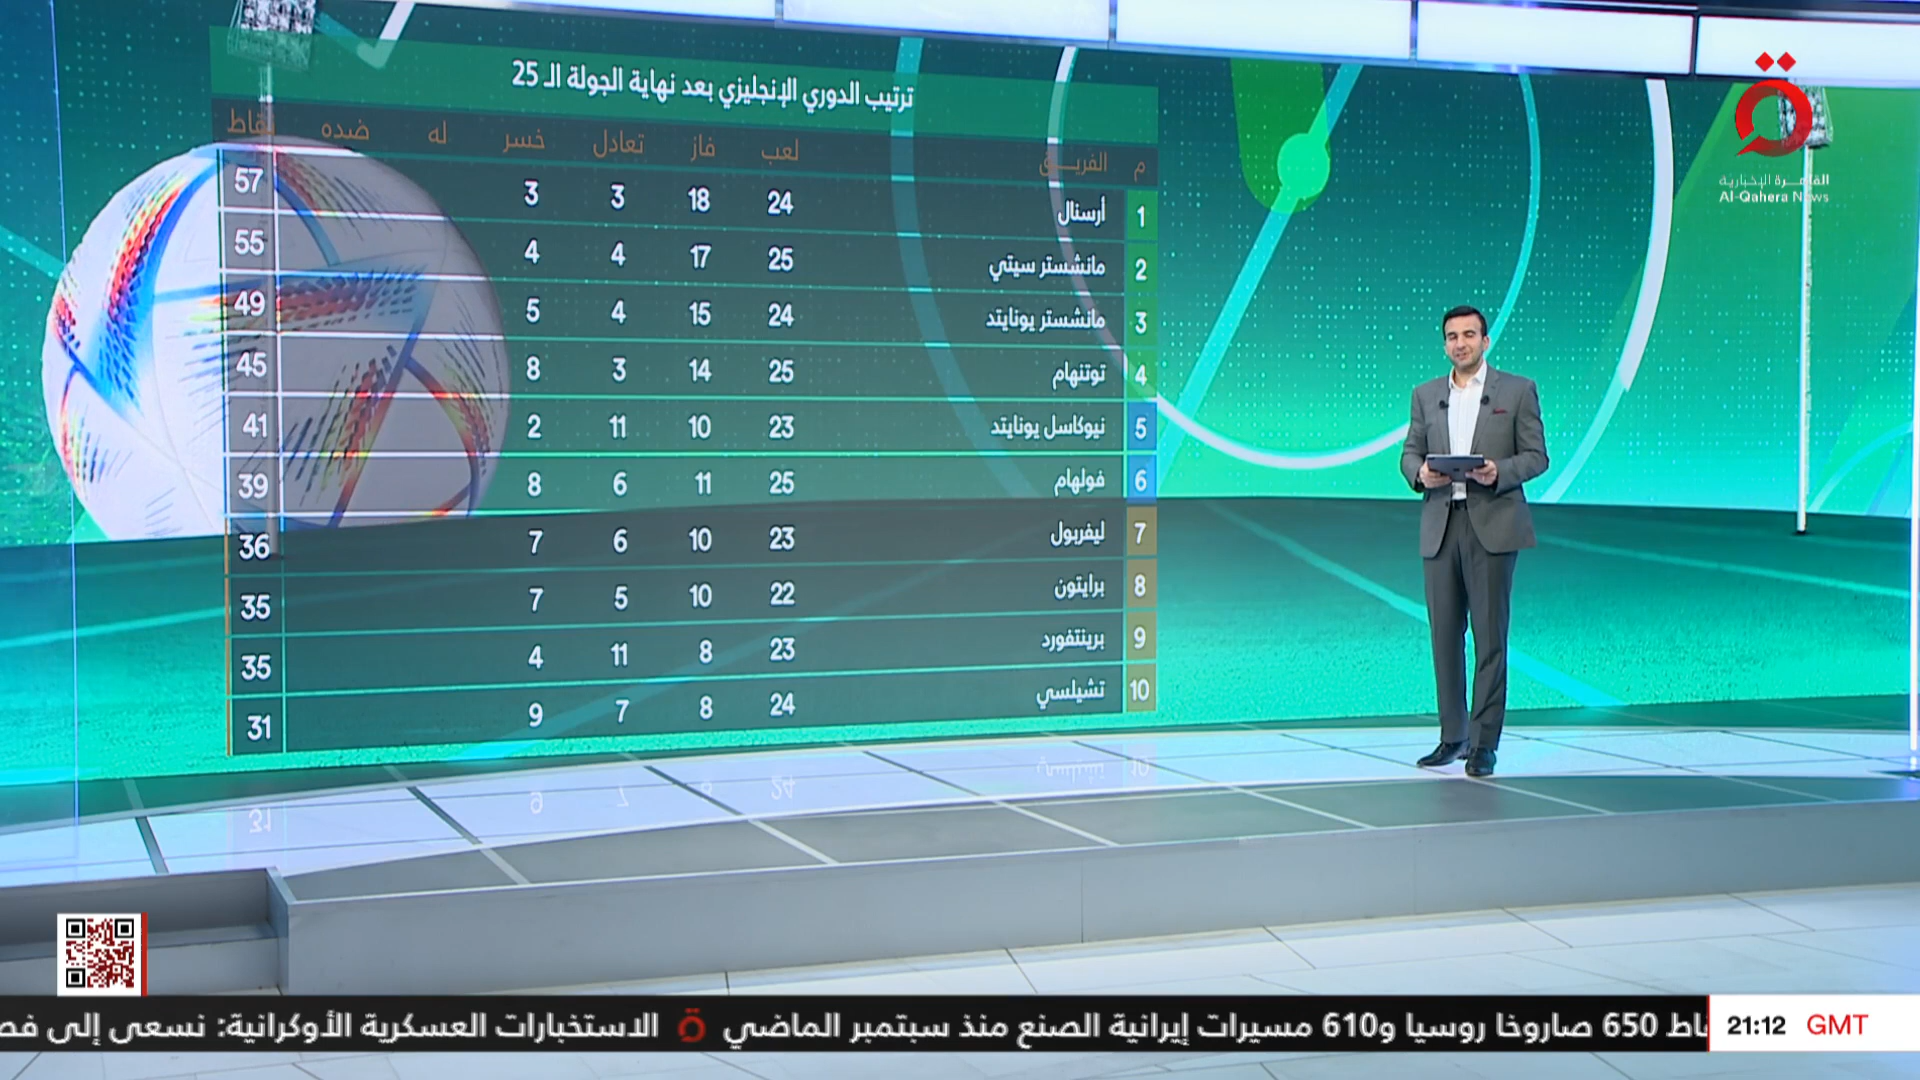 ترتيب الدوري الإنجليزي بعد نهاية الجولة الـ 25
م الفريــق لعب فاز تعادل خسر له ضده نقاط
1 أرسنال 24 18 3 3 57
2 مانشستر سيتي 25 17 4 4 55
3 مانشستر يونايتد 24 15 4 5 49
4 توتنهام 25 14 3 8 45
5 نيوكاسل يونايتد 23 10 11 2 41
6 فولهام 25 11 6 8 39
7 ليفربول 23 10 6 7 36
8 برايتون 22 10 5 7 35
9 برينتفورد 23 8 11 4 35
10 تشيلسي 24 8 7 9 31
القاهرة الإخبارية
Al-Qahera News
650 صاروخا روسيا و610 مسيرات إيرانية الصنع منذ سبتمبر الماضي
الاستخبارات العسكرية الأوكرانية: نسعى إلى
21:12 GMT